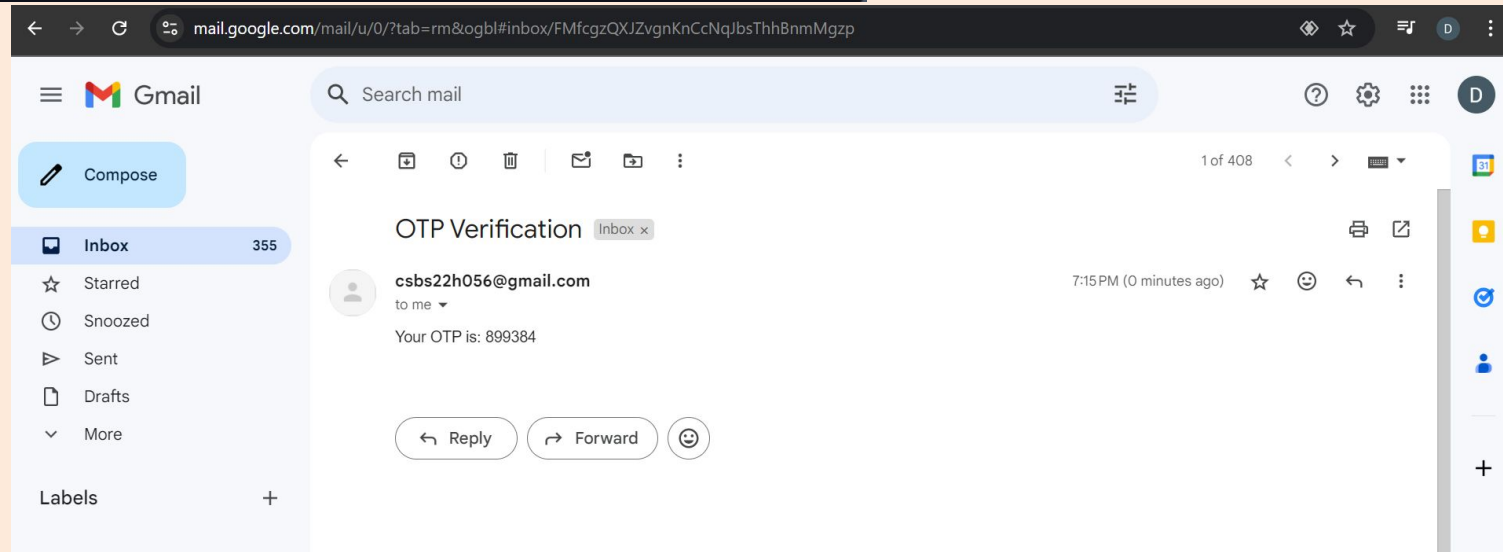 mail.google.com/mail/u/0/?tab=rm&ogbl#inbox/FMfcgzQXJZvgnKnCcNqJbsThhBnmMgzp
D
Gmail
Search mail
D
Compose
1 of 408
31
OTP Verification Inbox x
Inbox 355
csbs22h056@gmail.com 7:15 PM (0 minutes ago)
Starred
to me
Snoozed
Your OTP is: 899384
Sent
Drafts
More
Reply Forward
Labels